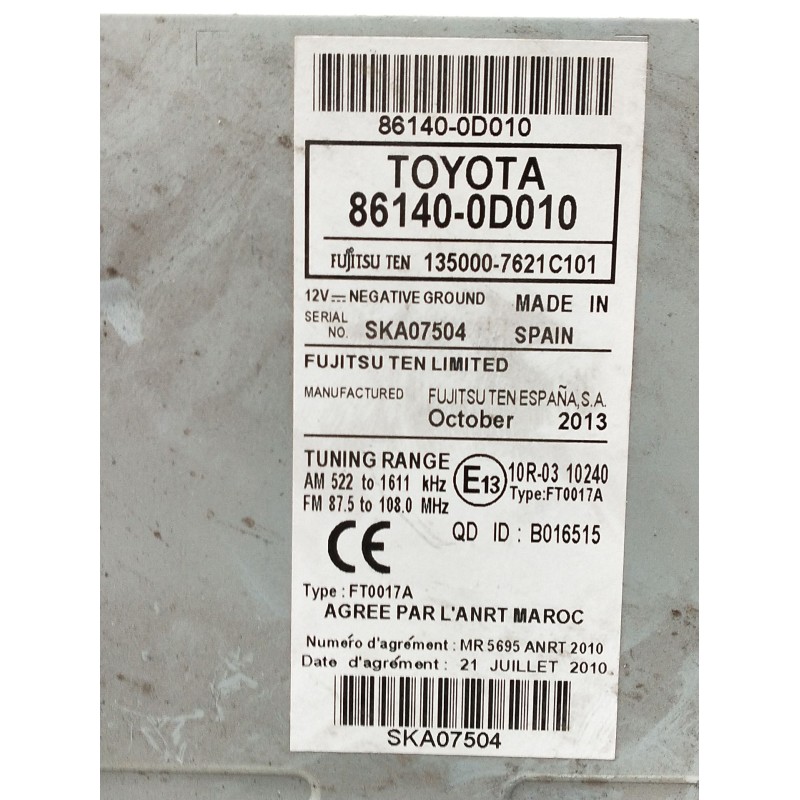 86140-0D010
TOYOTA
86140-0D010
FUJITSU TEN 135000-7621C101
12V NEGATIVE GROUND MADE IN
SERIAL NO. SKA07504 SPAIN
FUJITSU TEN LIMITED
MANUFACTURED FUJITSU TEN ESPAÑA,S.A.
October 2013
TUNING RANGE
AM 522 to 1611 kHz
FM 87.5 to 108.0 MHz
E13 10R-03 10240
Type:FT0017A
CE QD ID : B016515
Type : FT0017A
AGREE PAR L'ANRT MAROC
Numéro d'agrément : MR 5695 ANRT 2010
Date d'agrément : 21 JUILLET 2010
SKA07504